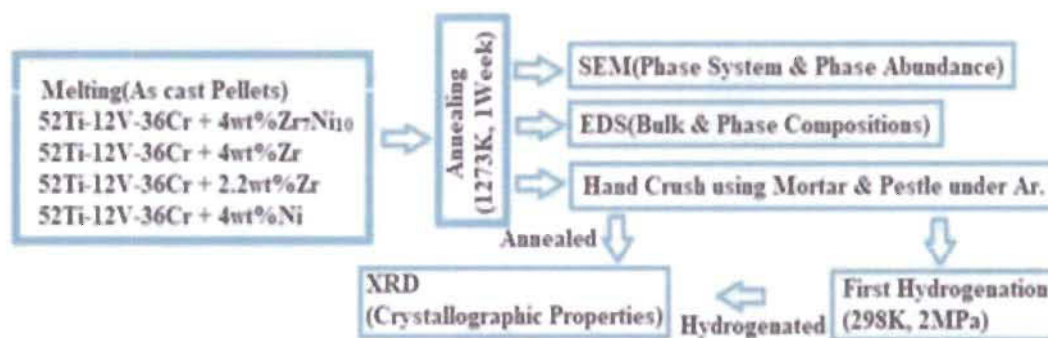 Melting(As cast Pellets)
52Ti-12V-36Cr + 4wt%Zr₇Ni₁₀
52Ti-12V-36Cr + 4wt%Zr
52Ti-12V-36Cr + 2.2wt%Zr
52Ti-12V-36Cr + 4wt%Ni
Annealing
(1273K, 1Week)
SEM(Phase System & Phase Abundance)
EDS(Bulk & Phase Compositions)
Hand Crush using Mortar & Pestle under Ar.
Annealed
XRD
(Crystallographic Properties)
Hydrogenated
First Hydrogenation
(298K, 2MPa)